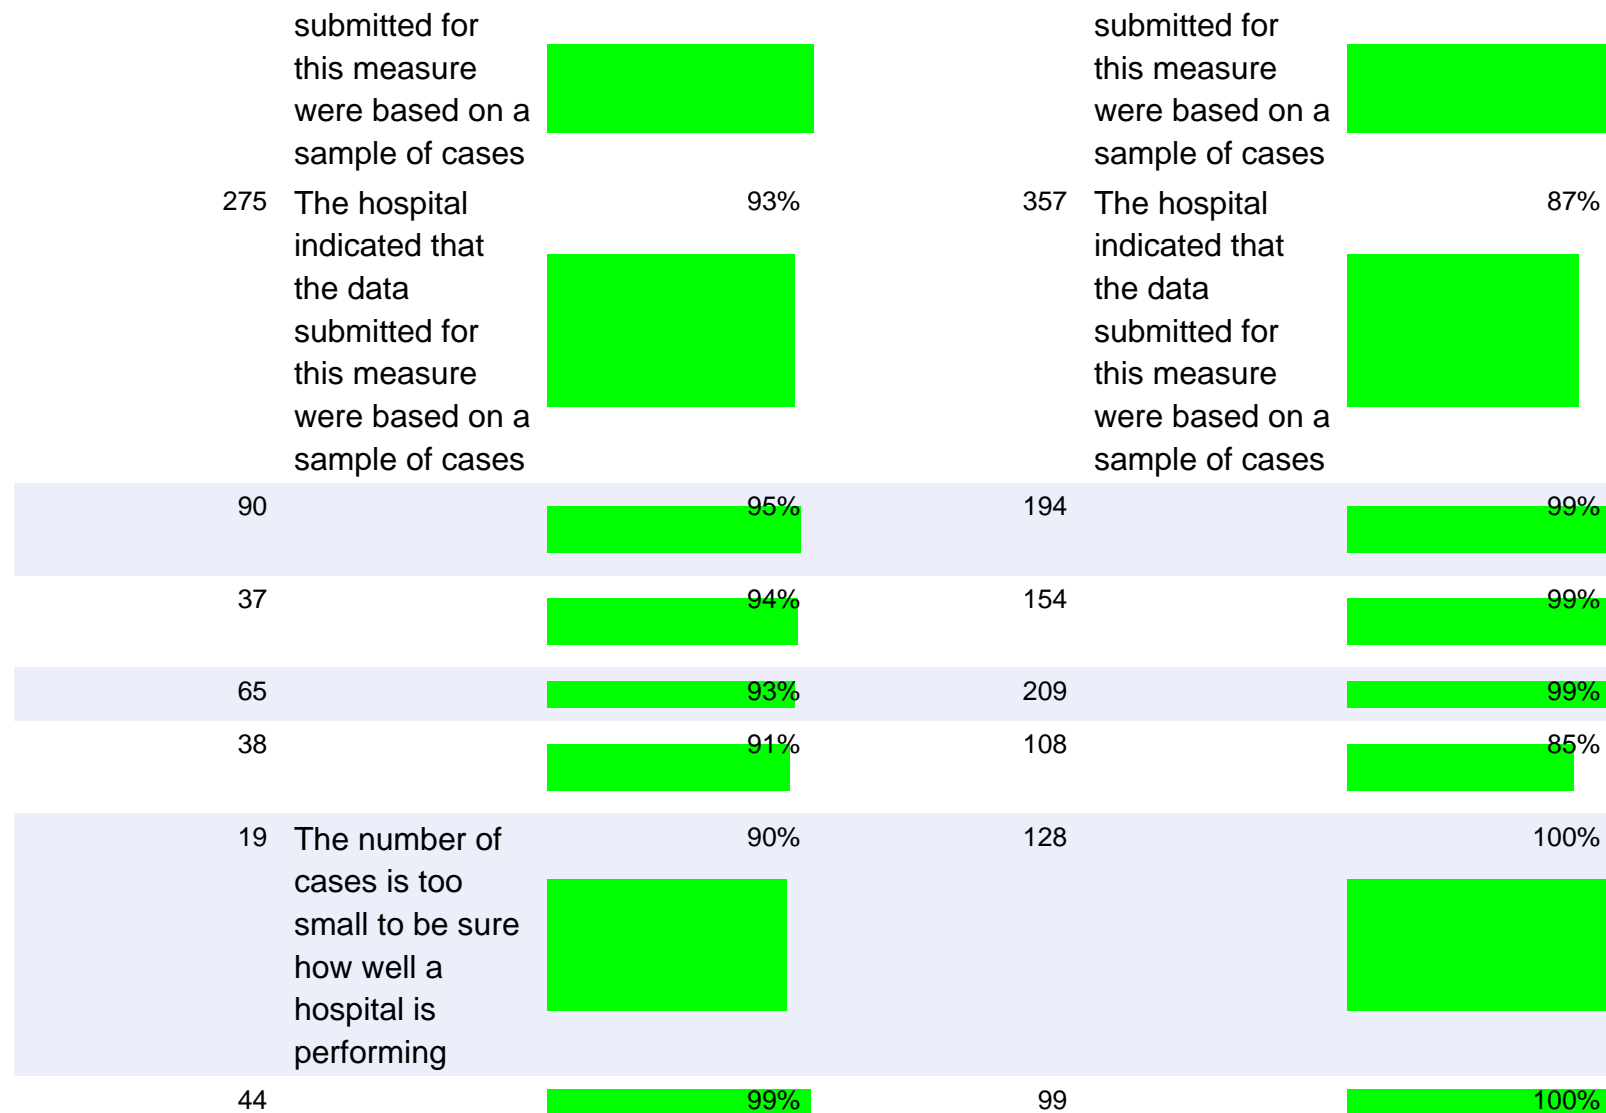 submitted for
this measure
were based on a
sample of cases
submitted for
this measure
were based on a
sample of cases
275 The hospital
indicated that
the data
submitted for
this measure
were based on a
sample of cases
93%
357 The hospital
indicated that
the data
submitted for
this measure
were based on a
sample of cases
87%
90 95% 194 99%
37 94% 154 99%
65 93% 209 99%
38 91% 108 85%
19 The number of
cases is too
small to be sure
how well a
hospital is
performing
90% 128 100%
44 99% 99 100%